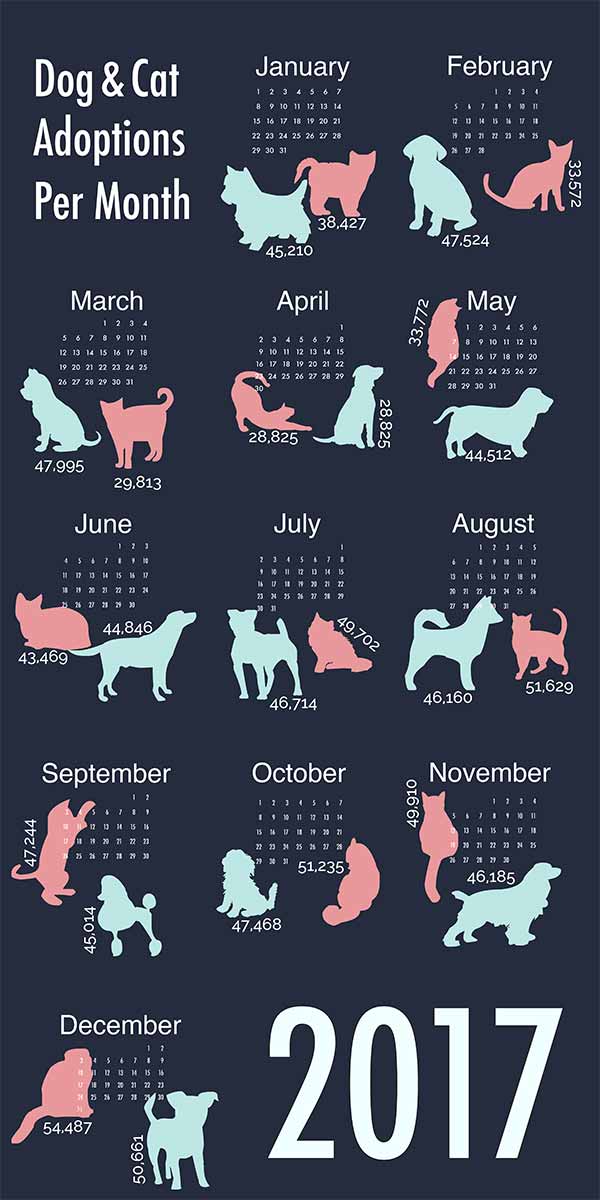 Dog & Cat
Adoptions
Per Month
January
1 2 3 4 5 6 7
8 9 10 11 12 13 14
15 16 17 18 19 20 21
22 23 24 25 26 27 28
29 30 31
38,427
45,210
February
1 2 3 4
5 6 7 8 9 10 11
12 13 14 15 16 17 18
19 20 21 22 23 24 25
26 27 28
33,572
47,524
March
1 2 3 4
5 6 7 8 9 10 11
12 13 14 15 16 17 18
19 20 21 22 23 24 25
26 27 28 29 30 31
47,995
29,813
April
1
2 3 4 5 6 7 8
9 10 11 12 13 14 15
16 17 18 19 20 21 22
23 24 25 26 27 28 29
30
28,825
28,825
May
33,772
1 2 3 4 5 6
7 8 9 10 11 12 13
14 15 16 17 18 19 20
21 22 23 24 25 26 27
28 29 30 31
44,512
June
1 2 3
4 5 6 7 8 9 10
11 12 13 14 15 16 17
18 19 20 21 22 23 24
25 26 27 28 29 30
44,846
43,469
July
1
2 3 4 5 6 7 8
9 10 11 12 13 14 15
16 17 18 19 20 21 22
23 24 25 26 27 28 29
30 31
49,702
46,714
August
1 2 3 4 5
6 7 8 9 10 11 12
13 14 15 16 17 18 19
20 21 22 23 24 25 26
27 28 29 30 31
46,160
51,629
September
1 2
3 4 5 6 7 8 9
10 11 12 13 14 15 16
17 18 19 20 21 22 23
24 25 26 27 28 29 30
47,244
45,014
October
1 2 3 4 5 6 7
8 9 10 11 12 13 14
15 16 17 18 19 20 21
22 23 24 25 26 27 28
29 30 31
51,235
47,468
November
49,910
1 2 3 4
5 6 7 8 9 10 11
12 13 14 15 16 17 18
19 20 21 22 23 24 25
26 27 28 29 30
46,185
December
1 2
3 4 5 6 7 8 9
10 11 12 13 14 15 16
17 18 19 20 21 22 23
24 25 26 27 28 29 30
31
54,487
50,661
2017